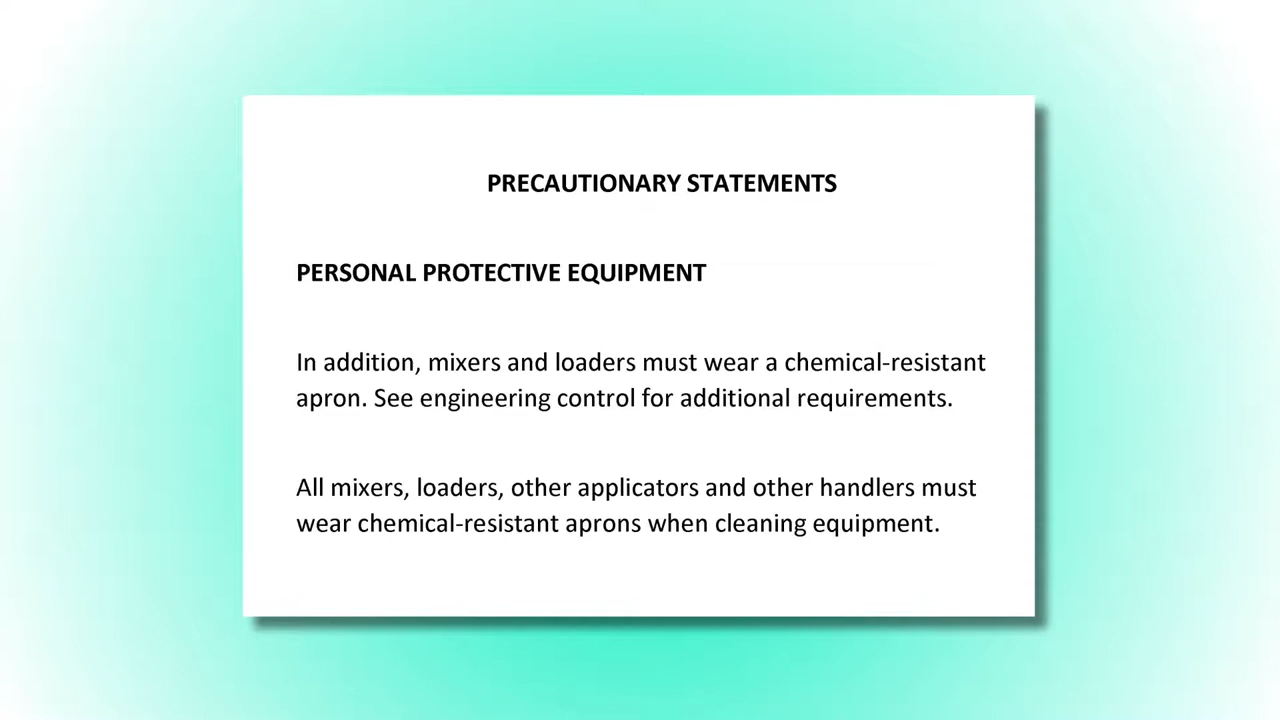 PRECAUTIONARY STATEMENTS
PERSONAL PROTECTIVE EQUIPMENT
In addition, mixers and loaders must wear a chemical-resistant
apron. See engineering control for additional requirements.
All mixers, loaders, other applicators and other handlers must
wear chemical-resistant aprons when cleaning equipment.